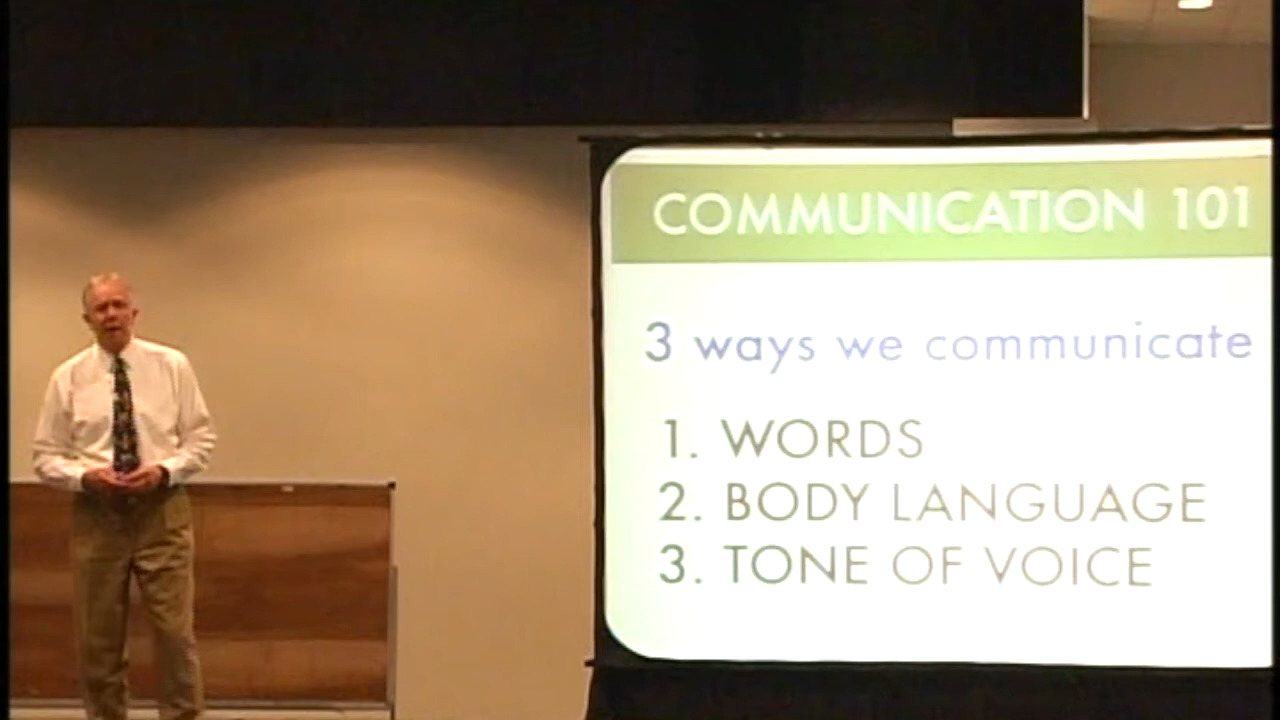 COMMUNICATION 101
3 ways we communicate
1. WORDS
2. BODY LANGUAGE
3. TONE OF VOICE